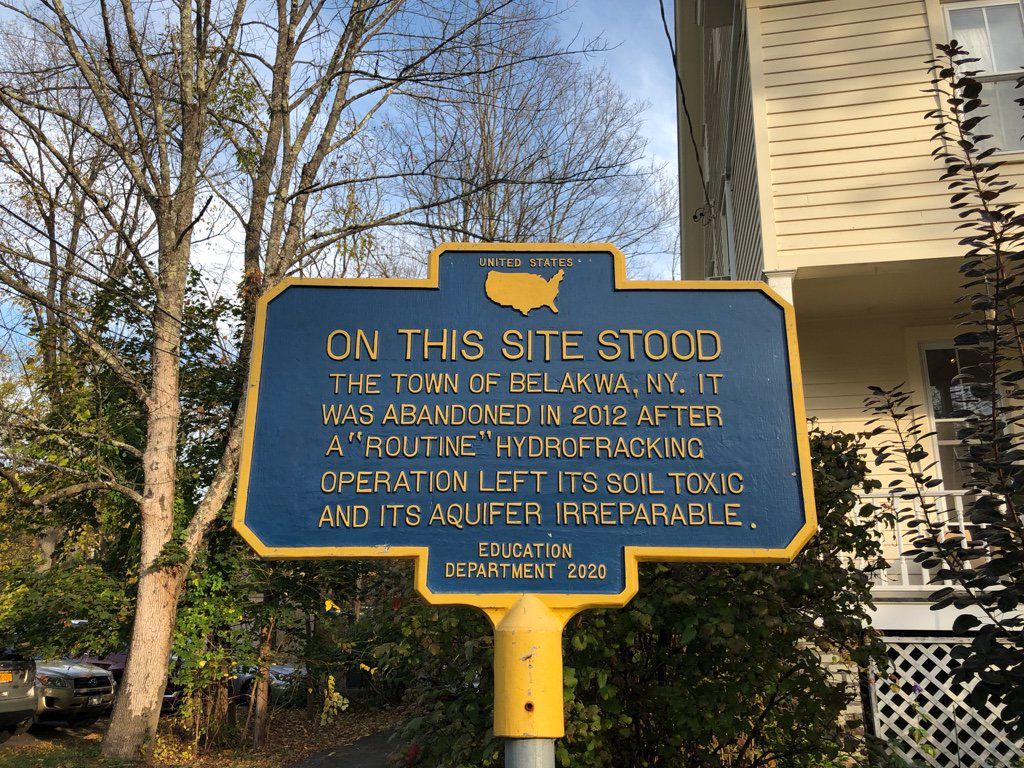 UNITED STATES
ON THIS SITE STOOD
THE TOWN OF BELAKWA, NY. IT
WAS ABANDONED IN 2012 AFTER
A "ROUTINE" HYDROFRACKING
OPERATION LEFT ITS SOIL TOXIC
AND ITS AQUIFER IRREPARABLE.
EDUCATION
DEPARTMENT 2020